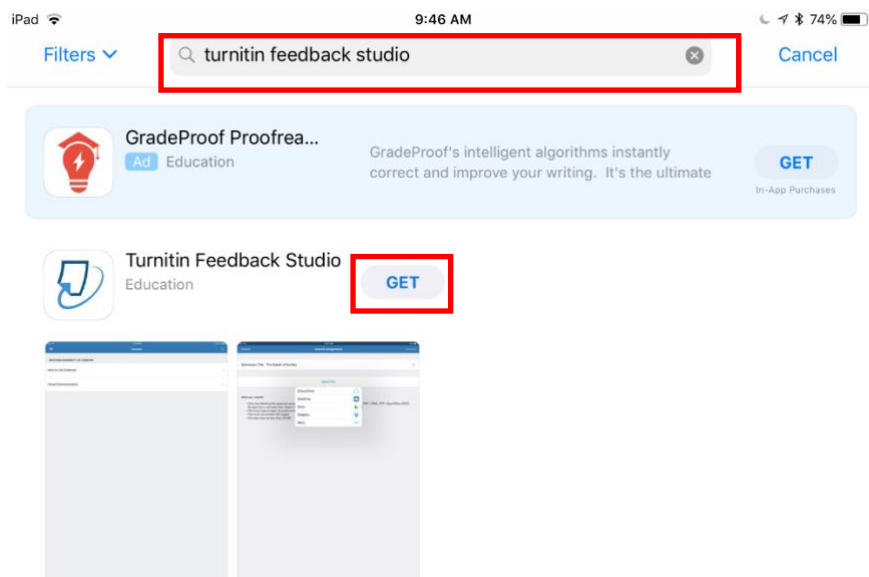 iPad 9:46 AM 74%
Filters turnitin feedback studio Cancel
GradeProof Proofrea...
Ad Education
GradeProof's intelligent algorithms instantly
correct and improve your writing. It's the ultimate
GET
In-App Purchases
Turnitin Feedback Studio
Education
GET